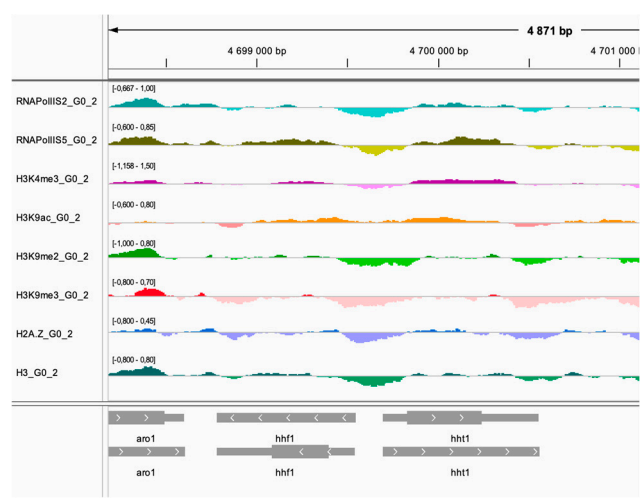 4 871 bp
4 699 000 bp 4 700 000 bp 4 701 000
[-0,667 - 1,00]
RNAPolIIS2_G0_2
[-0,600 - 0,85]
RNAPolIIS5_G0_2
[-1,158 - 1,50]
H3K4me3_G0_2
[-0,600 - 0,80]
H3K9ac_G0_2
[-1,000 - 0,80]
H3K9me2_G0_2
[-0,800 - 0,70]
H3K9me3_G0_2
[-0,800 - 0,45]
H2A.Z_G0_2
[-0,800 - 0,80]
H3_G0_2
aro1 hhf1 hht1
aro1 hhf1 hht1